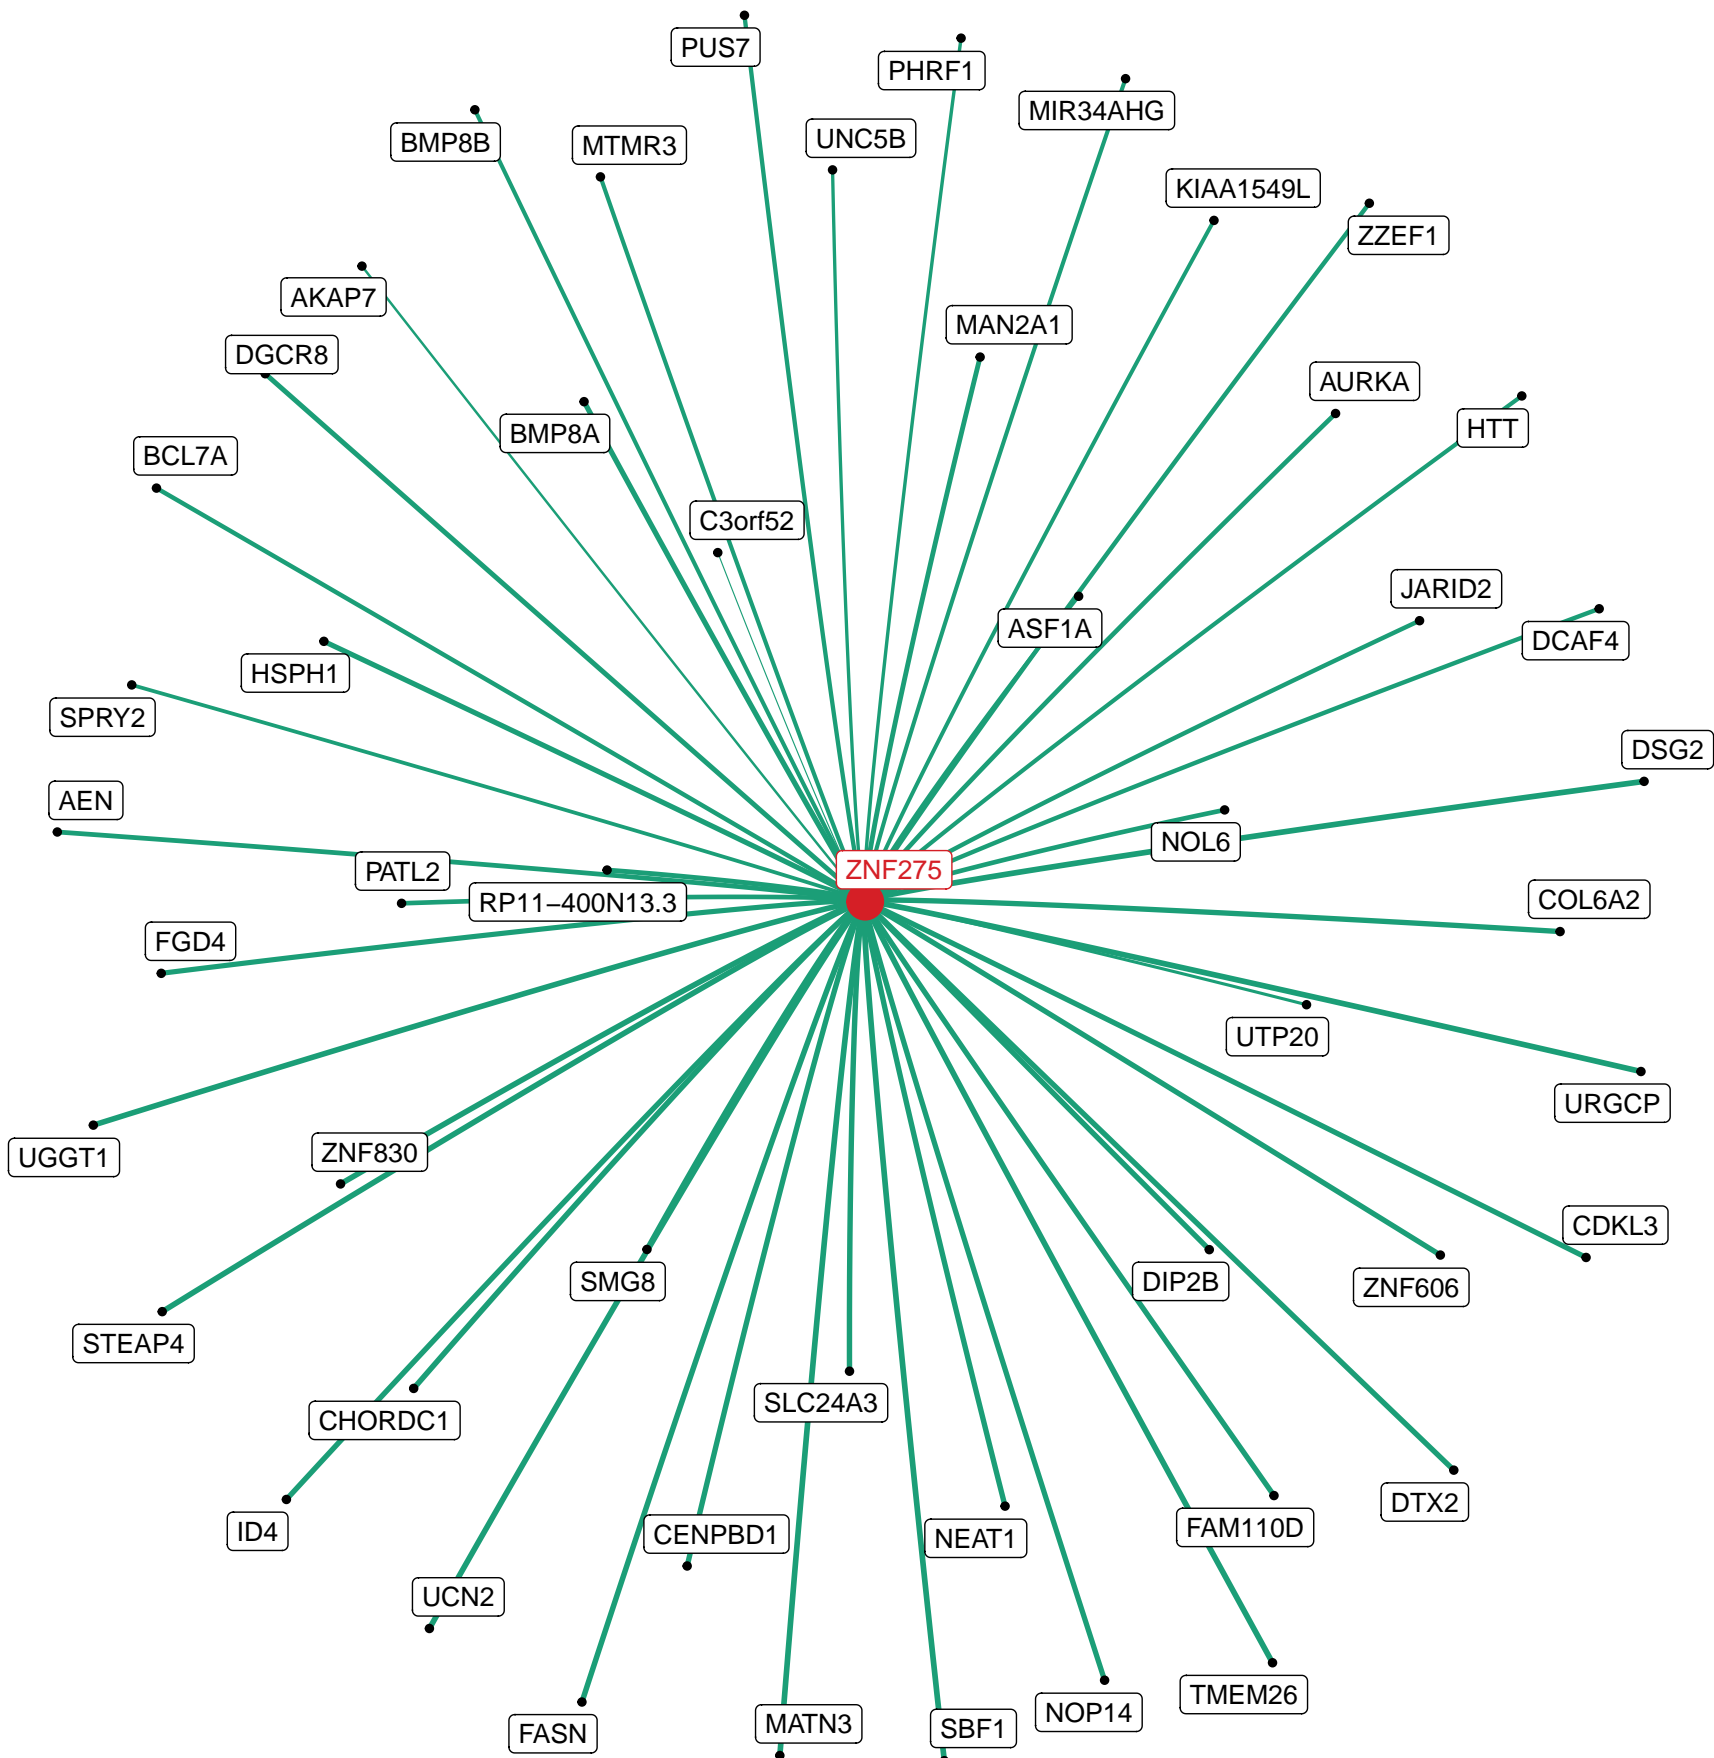 PUS7
PHRF1
MIR34AHG
BMP8B
MTMR3
UNC5B
KIAA1549L
ZZEF1
AKAP7
MAN2A1
DGCR8
AURKA
BMP8A
HTT
BCL7A
C3orf52
JARID2
ASF1A
DCAF4
HSPH1
SPRY2
DSG2
AEN
NOL6
PATL2
ZNF275
RP11−400N13.3
COL6A2
FGD4
UTP20
URGCP
ZNF830
UGGT1
CDKL3
SMG8
DIP2B
ZNF606
STEAP4
SLC24A3
CHORDC1
DTX2
ID4
CENPBD1
NEAT1
FAM110D
UCN2
TMEM26
NOP14
MATN3
SBF1
FASN